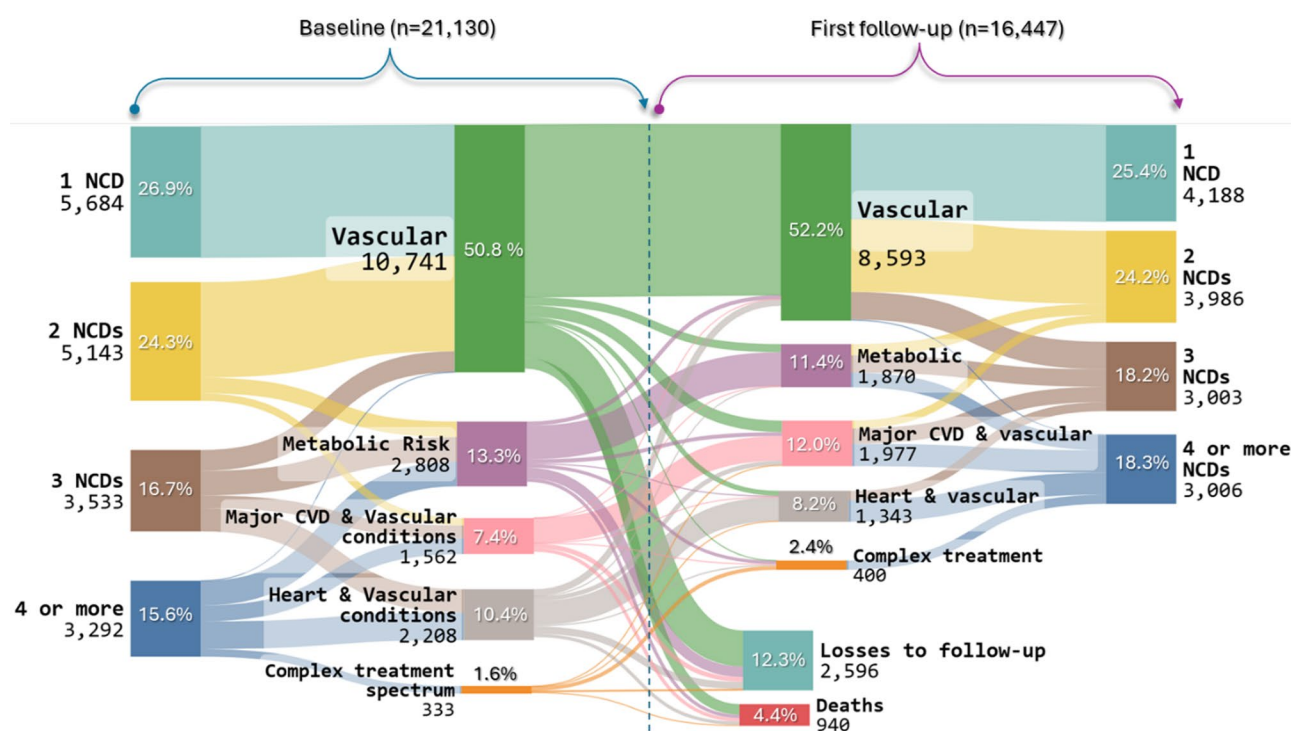 Baseline (n=21,130)
First follow-up (n=16,447)
1 NCD
5,684
26.9%
2 NCDs
5,143
24.3%
3 NCDs
3,533
16.7%
4 or more
3,292
15.6%
Vascular
10,741
50.8 %
Metabolic Risk
2,808
13.3%
Major CVD & Vascular
conditions
1,562
7.4%
Heart & Vascular
conditions
2,208
10.4%
Complex treatment
spectrum
333
1.6%
52.2%
Vascular
8,593
11.4%
Metabolic
1,870
12.0%
Major CVD & vascular
1,977
8.2%
Heart & vascular
1,343
2.4%
Complex treatment
400
12.3%
Losses to follow-up
2,596
4.4%
Deaths
940
25.4%
1
NCD
4,188
24.2%
2
NCDs
3,986
18.2%
3
NCDs
3,003
18.3%
4 or more
NCDs
3,006